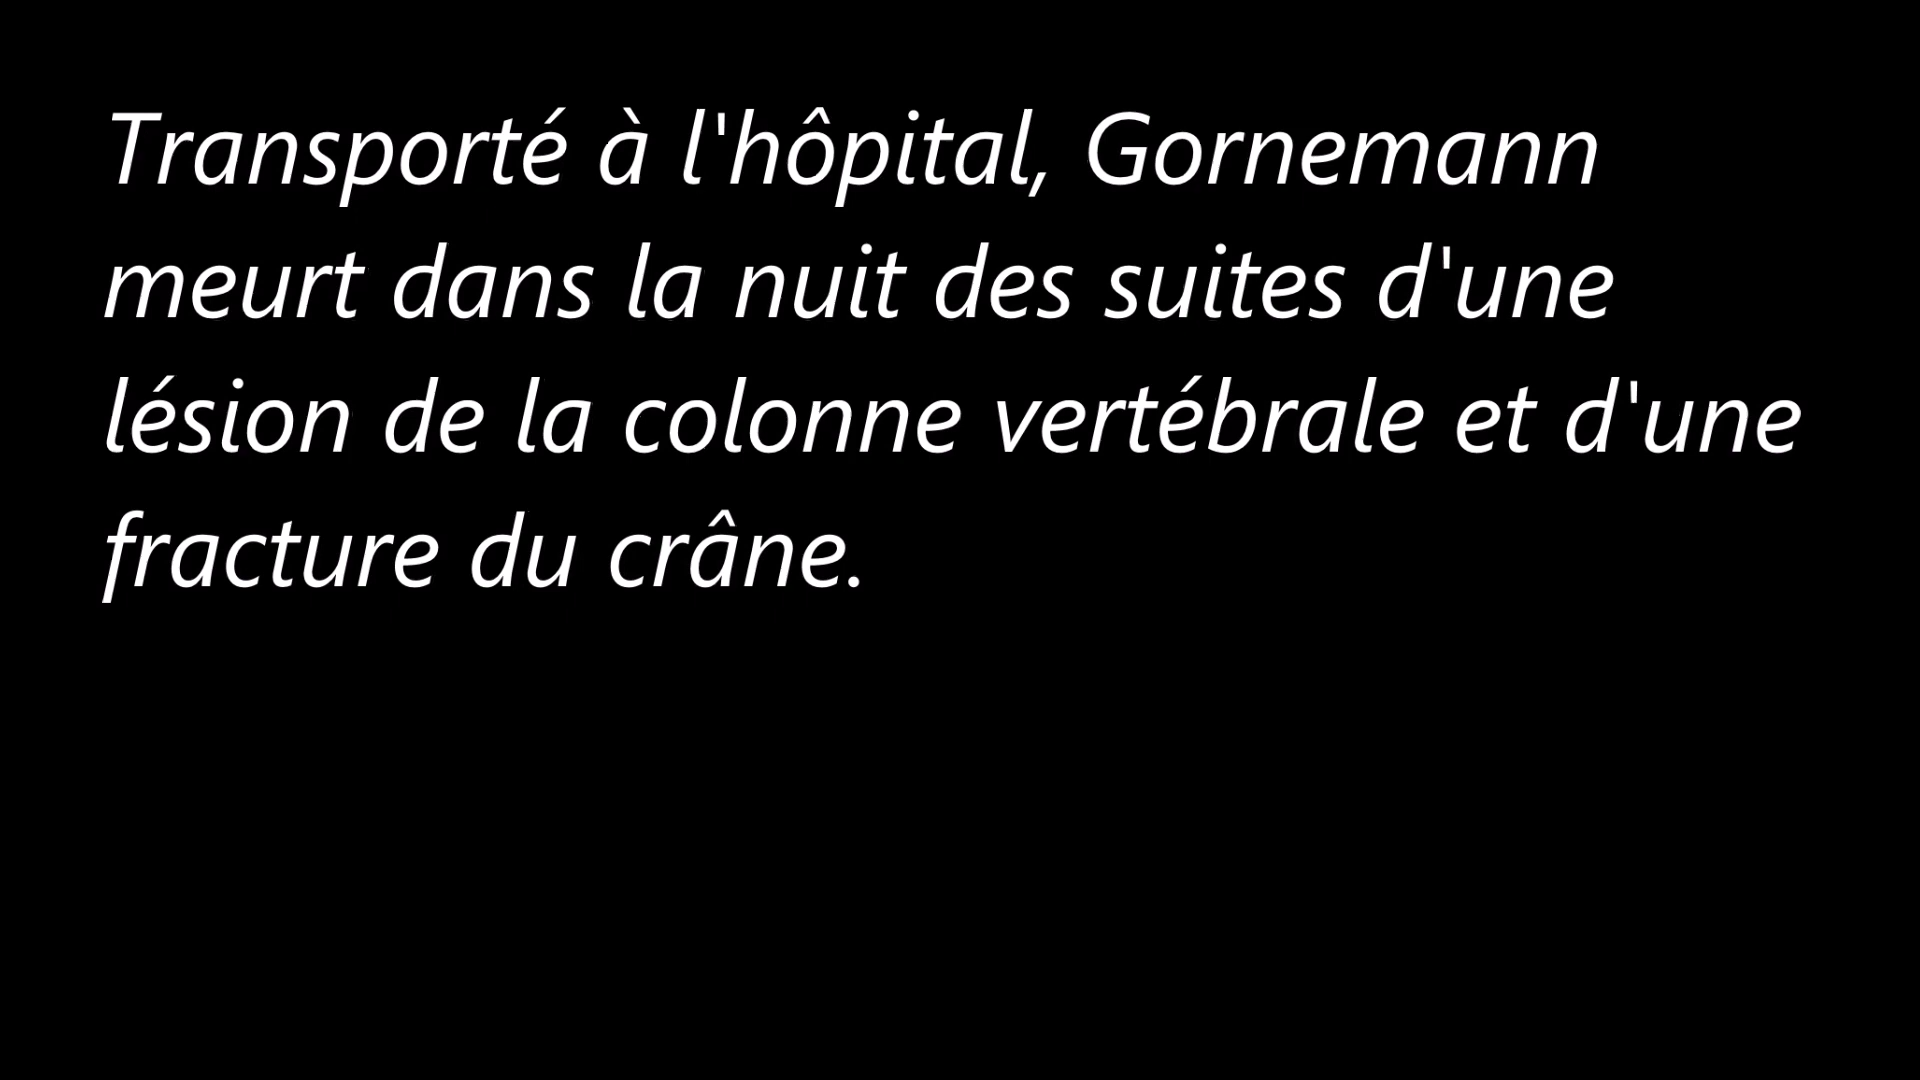 Transporté à l'hôpital, Gornemann
meurt dans la nuit des suites d'une
lésion de la colonne vertébrale et d'une
fracture du crâne.